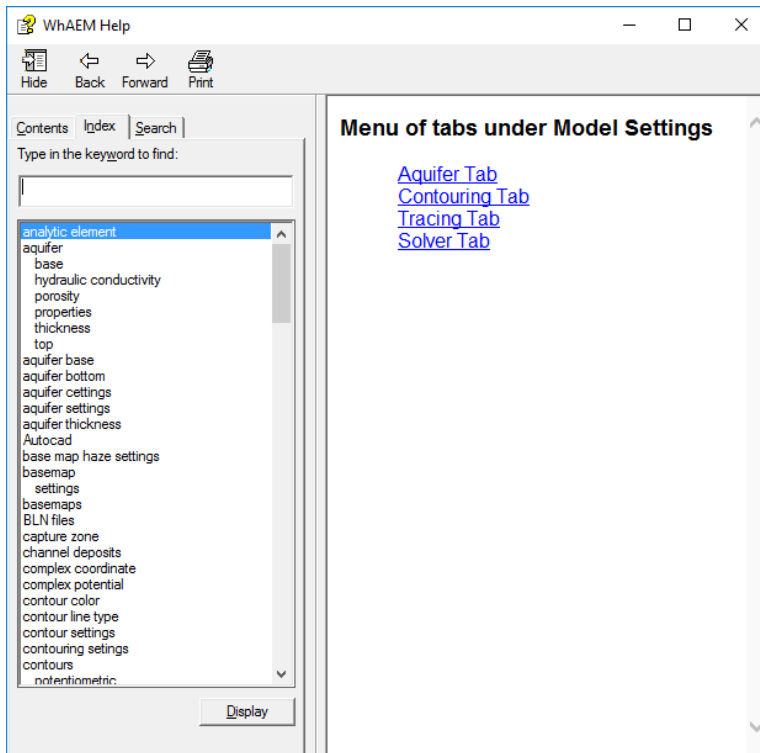 WhAEM Help
Hide Back Forward Print
Contents Index Search
Type in the keyword to find:
analytic element
aquifer
base
hydraulic conductivity
porosity
properties
thickness
top
aquifer base
aquifer bottom
aquifer cettings
aquifer settings
aquifer thickness
Autocad
base map haze settings
basemap
settings
basemaps
BLN files
capture zone
channel deposits
complex coordinate
complex potential
contour color
contour line type
contour settings
contouring setings
contours
potentiometric
Display
Menu of tabs under Model Settings
Aquifer Tab
Contouring Tab
Tracing Tab
Solver Tab